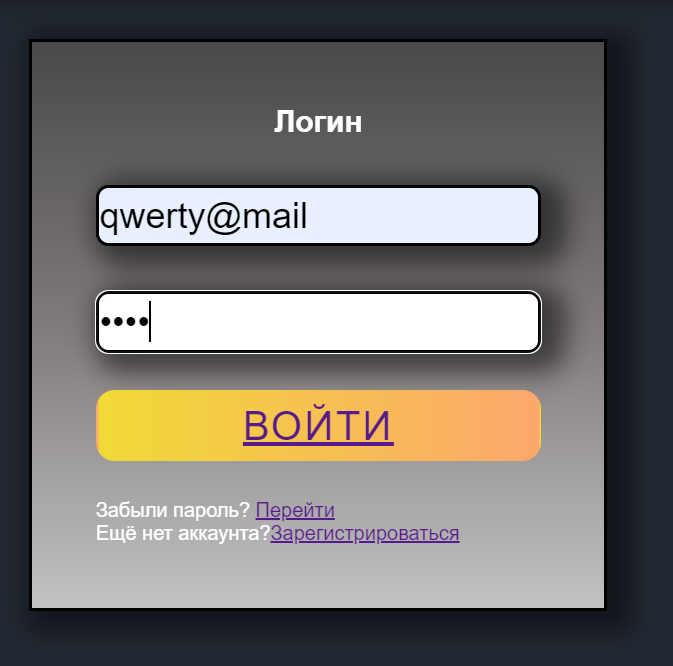 Логин
qwerty@mail
••••
ВОЙТИ
Забыли пароль? Перейти
Ещё нет аккаунта?Зарегистрироваться